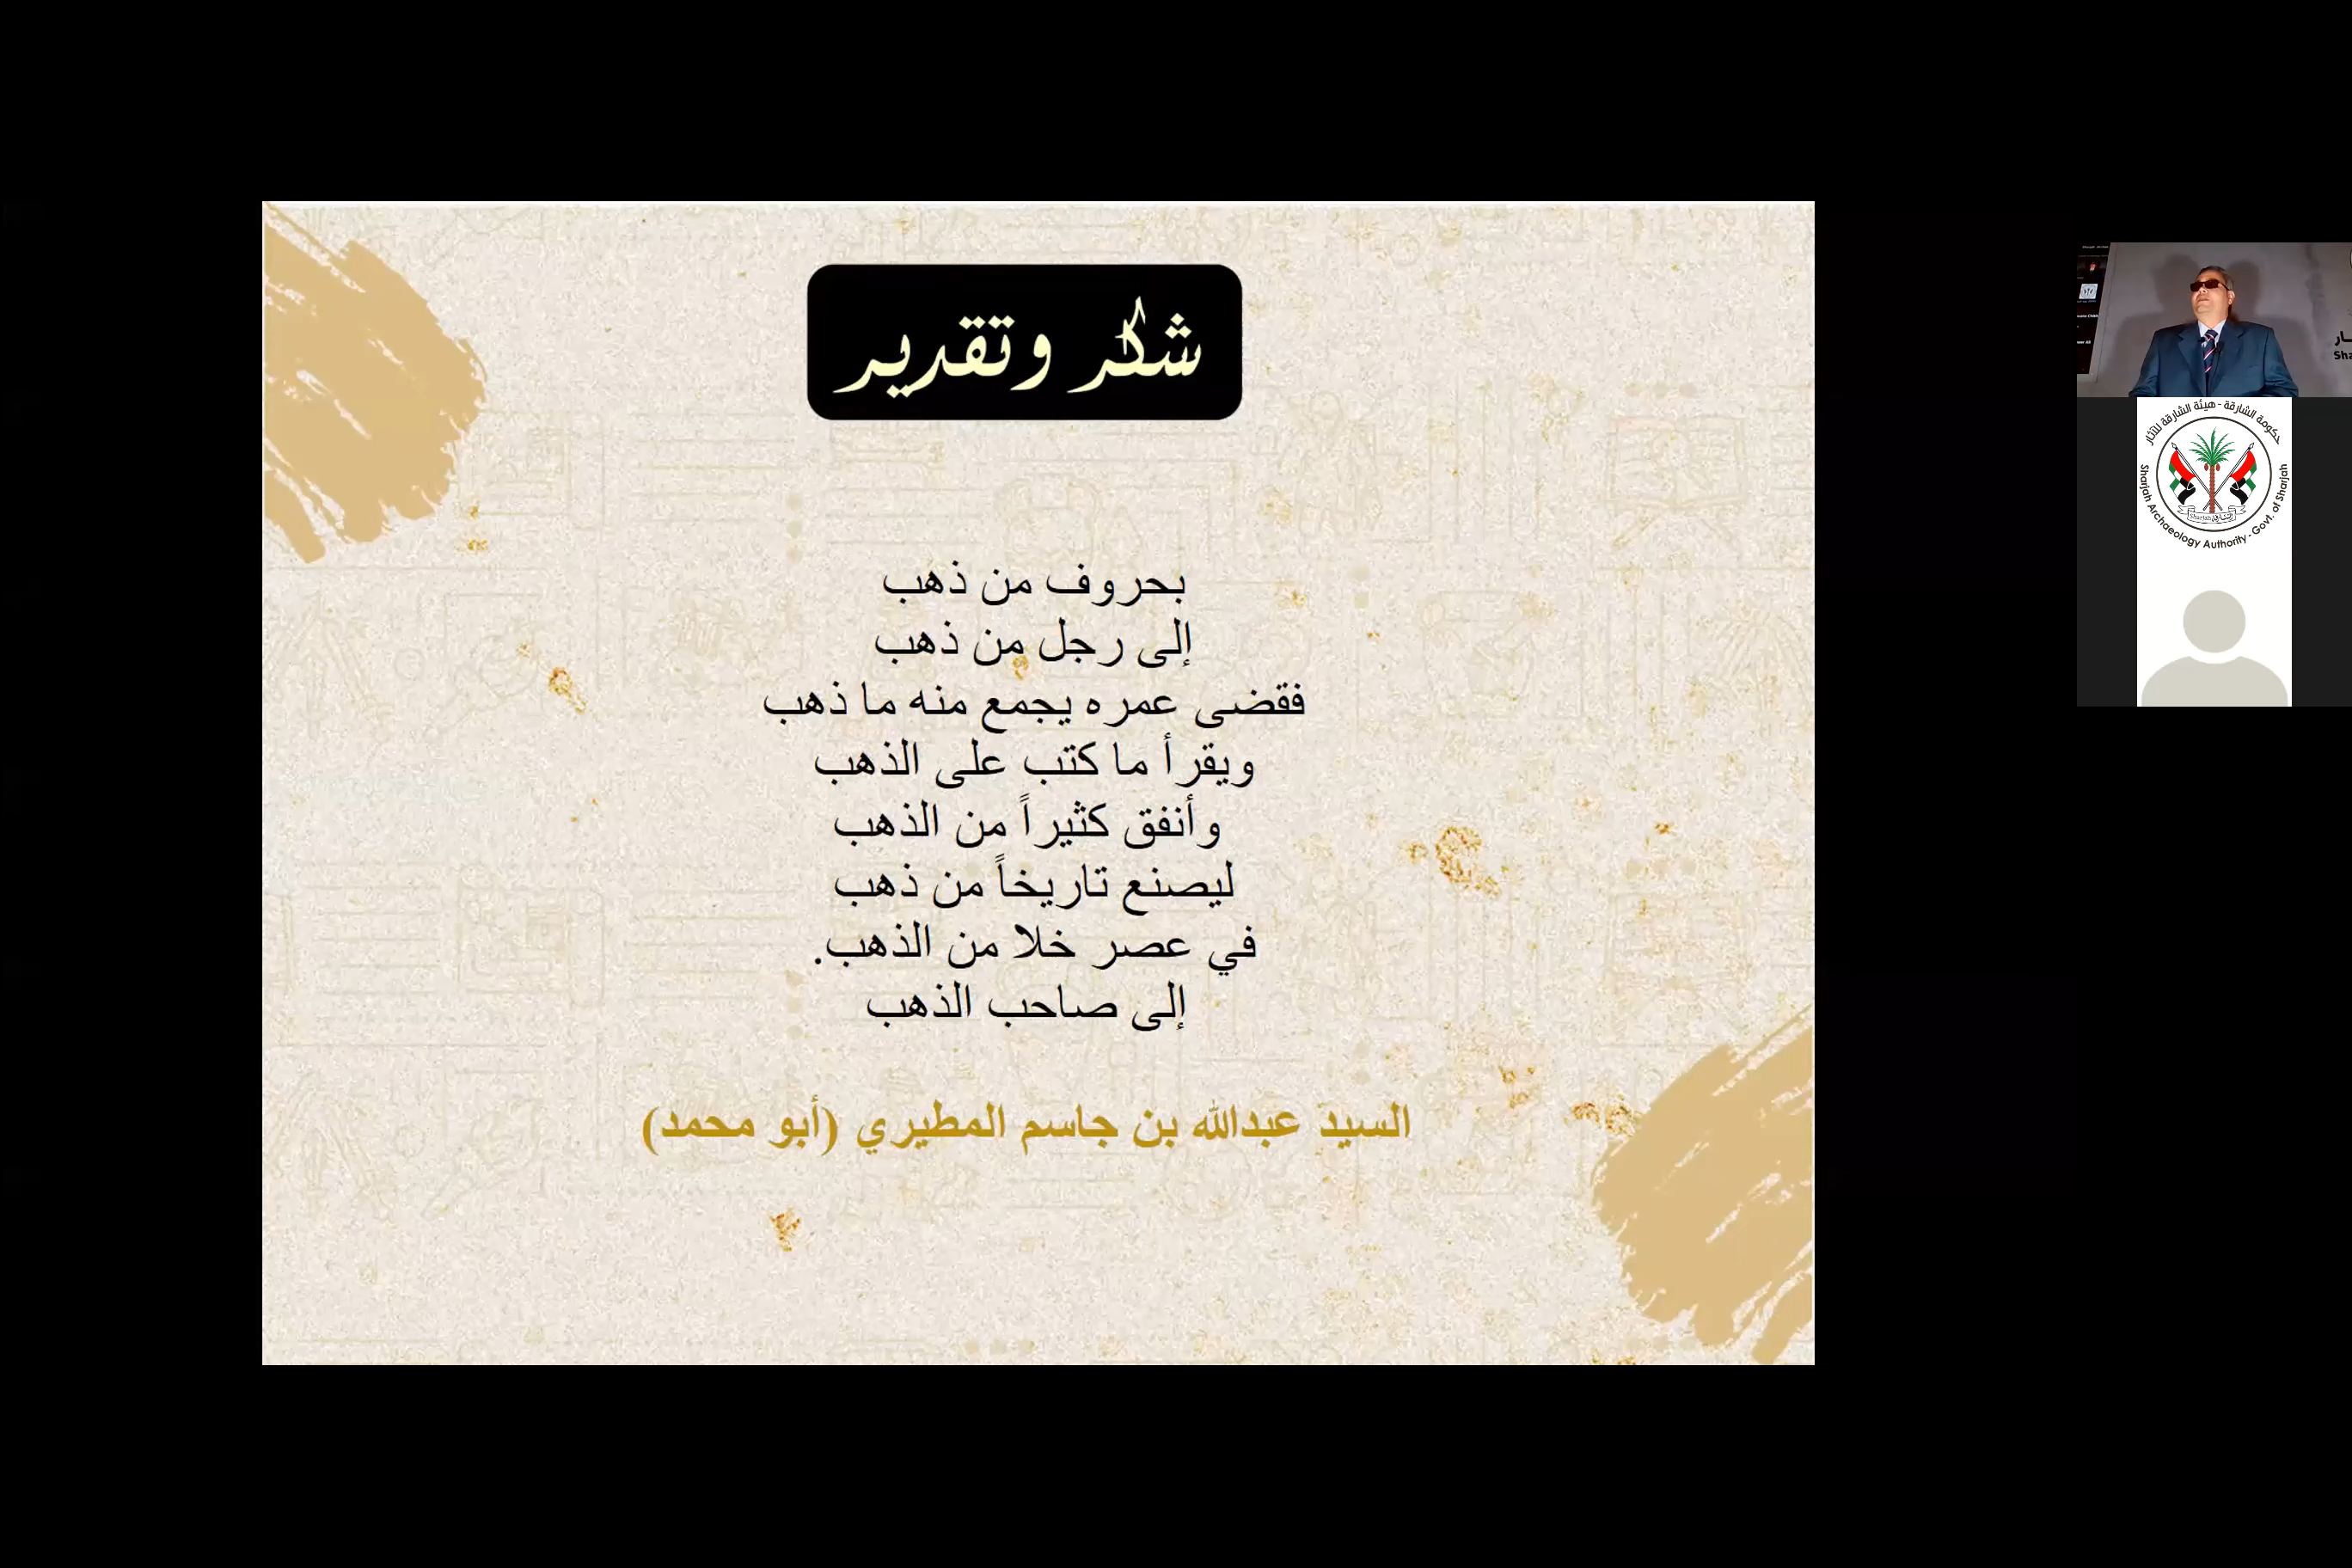 شكر وتقدير
بحروف من ذهب
إلى رجل من ذهب
فقضى عمره يجمع منه ما ذهب
ويقرأ ما كتب على الذهب
وأنفق كثيراً من الذهب
ليصنع تاريخاً من ذهب
في عصر خلا من الذهب.
إلى صاحب الذهب
السيد عبدالله بن جاسم المطيري (أبو محمد)
حكومة الشارقة - هيئة الشارقة للآثار
Sharjah Archaeology Authority - Govt. of Sharjah
ـار
Sha